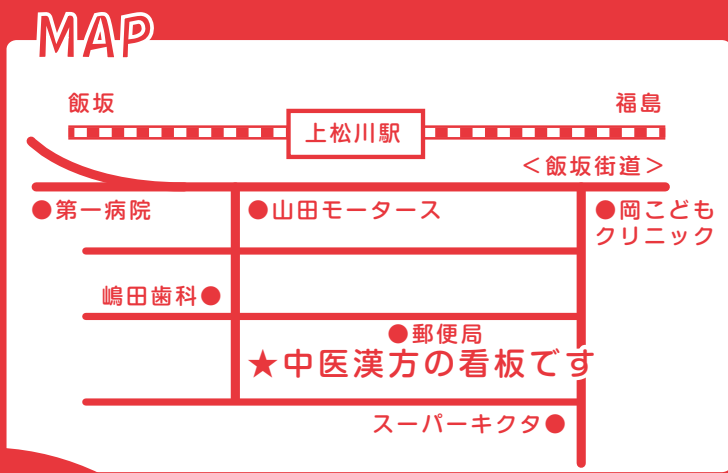 MAP
飯坂
福島
上松川駅
＜飯坂街道＞
●第一病院
●山田モータース
●岡こども
クリニック
嶋田歯科●
●郵便局
★中医漢方の看板です
スーパーキクタ●